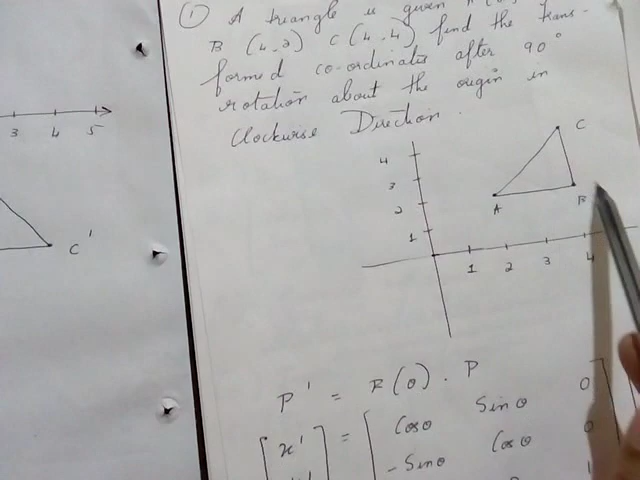 ① A triangle is given
B (4,2) C (4,4) find the trans-
formed co-ordinates after 90°
rotation about the origin in
Clockwise Direction.
3 4 5
C'
4
3
2
1
1 2 3 4
A
B
C
P' = R(θ) . P
x' = Cosθ Sinθ 0
-Sinθ Cosθ 0